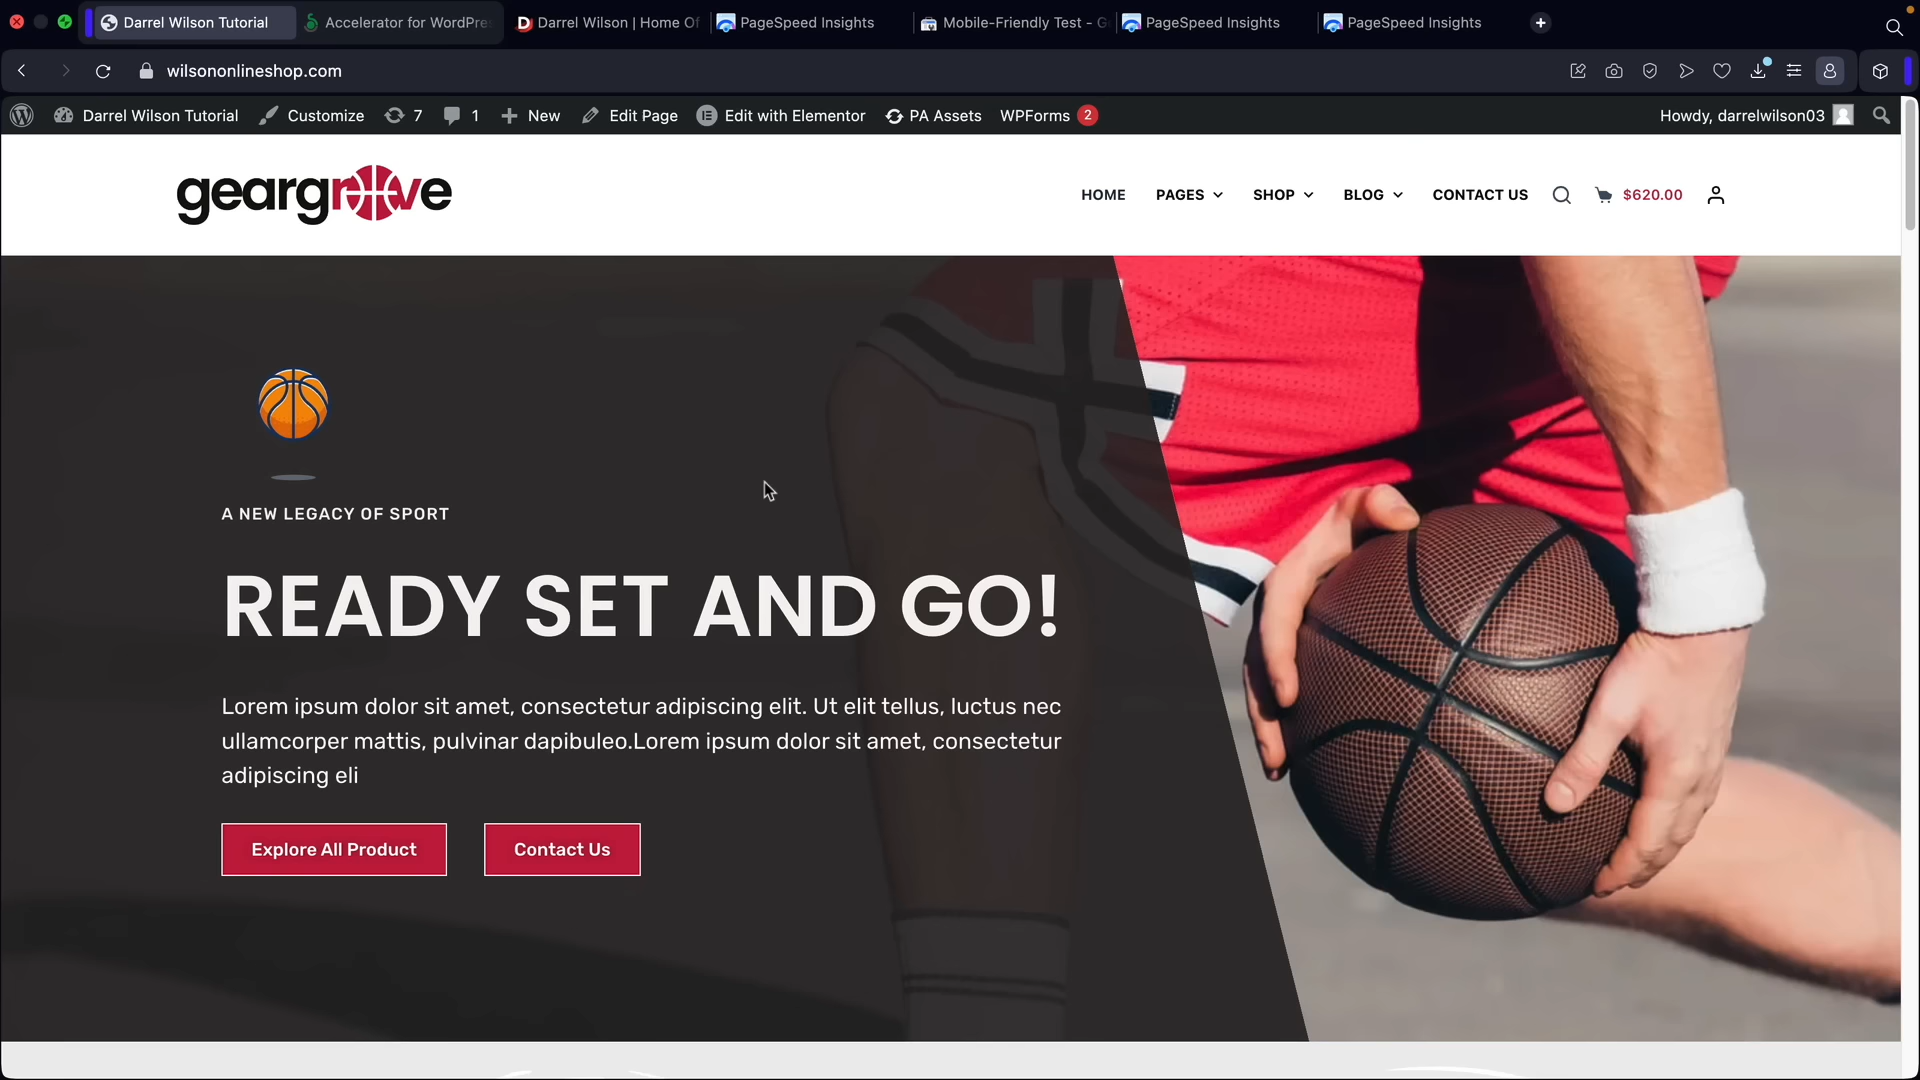 Darrel Wilson Tutorial
Accelerator for WordPre
Darrel Wilson | Home Of
PageSpeed Insights
Mobile-Friendly Test - G
PageSpeed Insights
PageSpeed Insights
wilsononlineshop.com
Darrel Wilson Tutorial
Customize
7
1
New
Edit Page
Edit with Elementor
PA Assets
WPForms 2
Howdy, darrelwilson03
geargroove
HOME
PAGES
SHOP
BLOG
CONTACT US
$620.00
A NEW LEGACY OF SPORT
READY SET AND GO!
Lorem ipsum dolor sit amet, consectetur adipiscing elit. Ut elit tellus, luctus nec
ullamcorper mattis, pulvinar dapibuleo.Lorem ipsum dolor sit amet, consectetur
adipiscing eli
Explore All Product
Contact Us